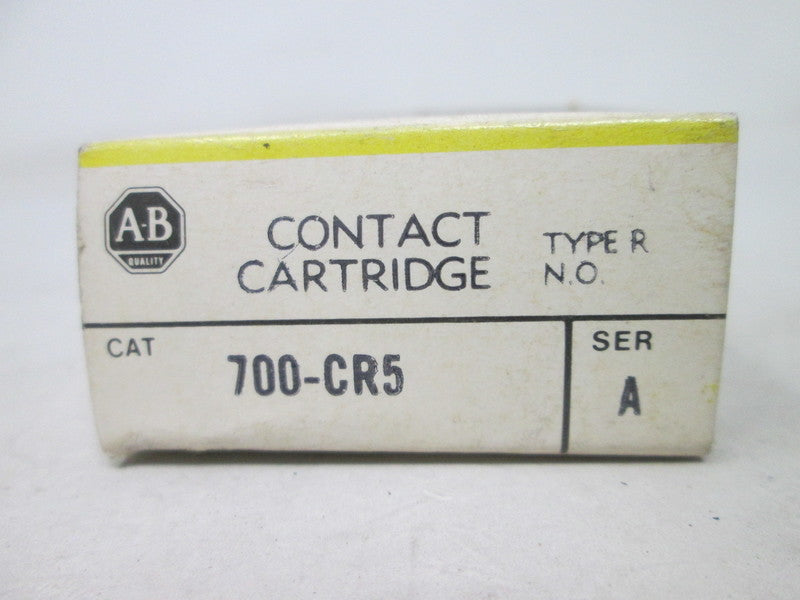 A-B
QUALITY
CONTACT
CARTRIDGE
TYPE R
N.O.
CAT
700-CR5
SER
A